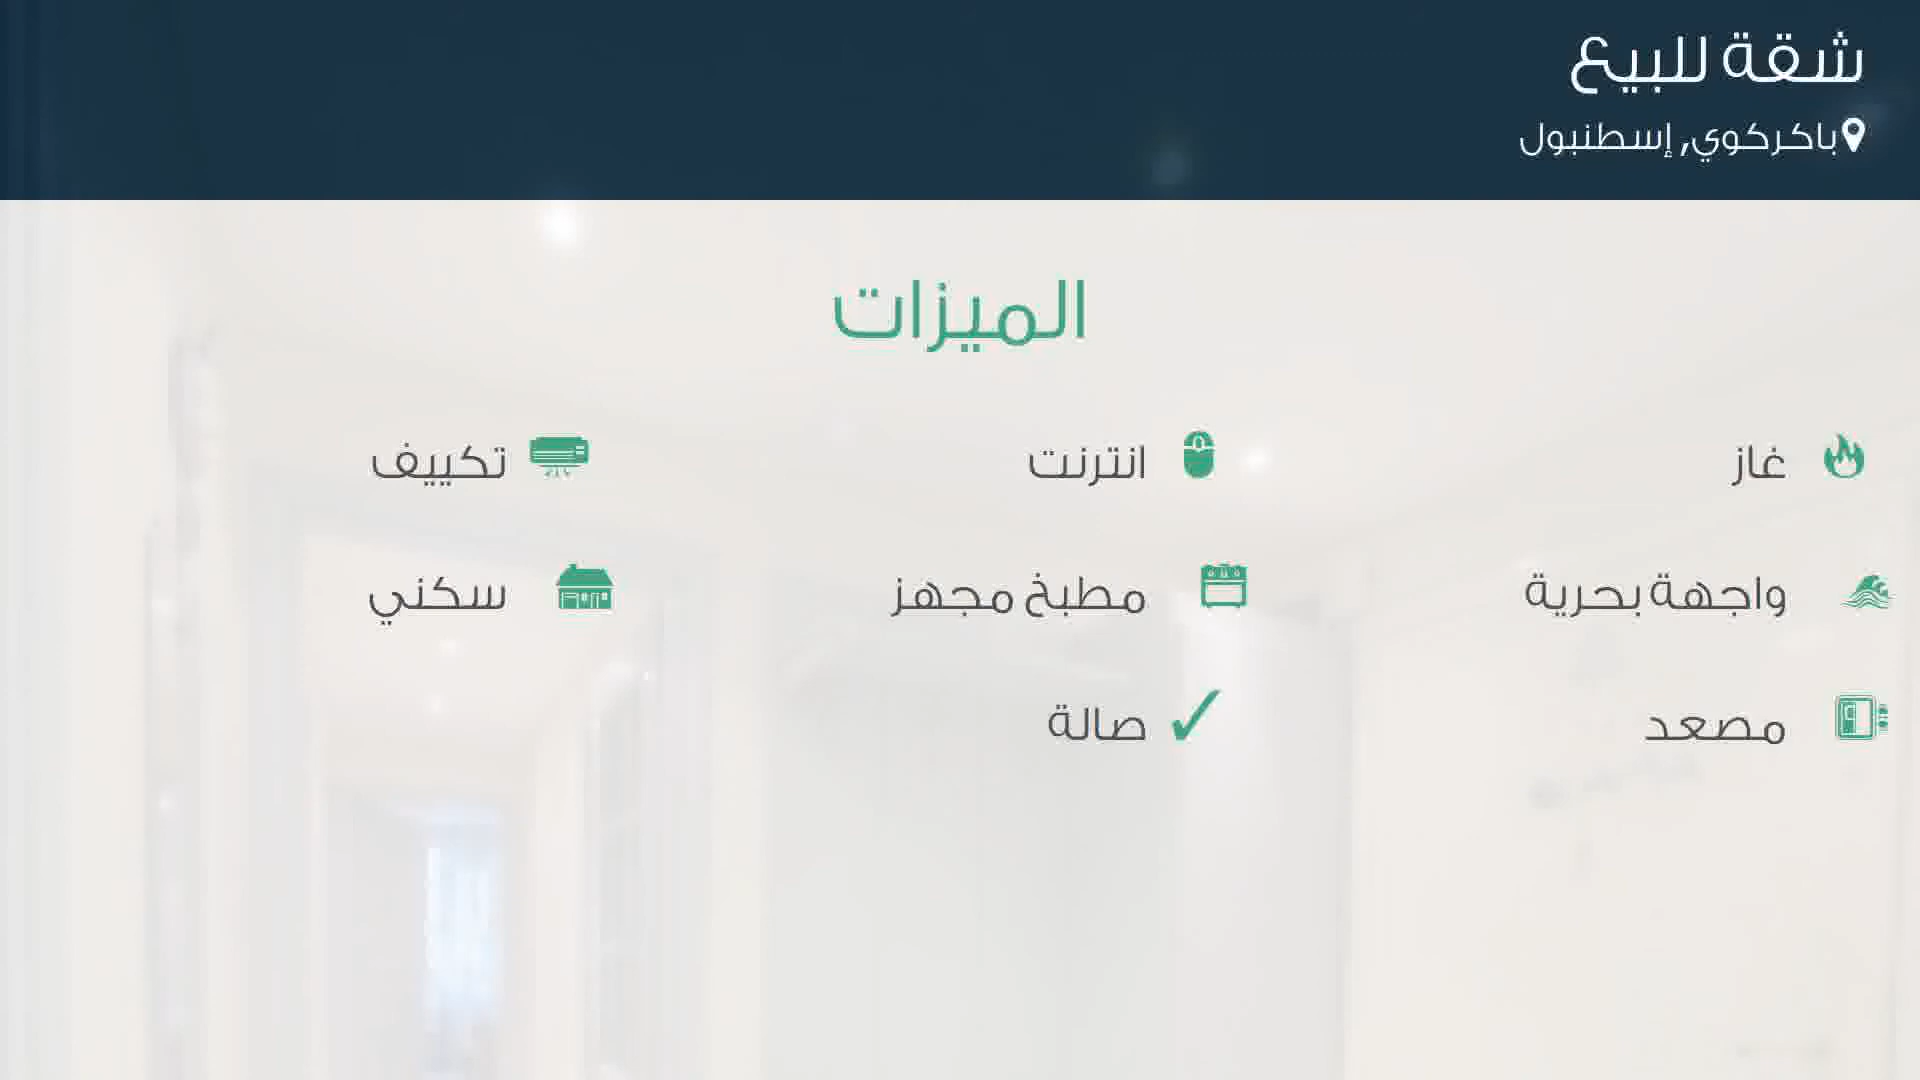 شقة للبيع
باكركوي, إسطنبول
الميزات
غاز
انترنت
تكييف
واجهة بحرية
مطبخ مجهز
سكني
مصعد
صالة